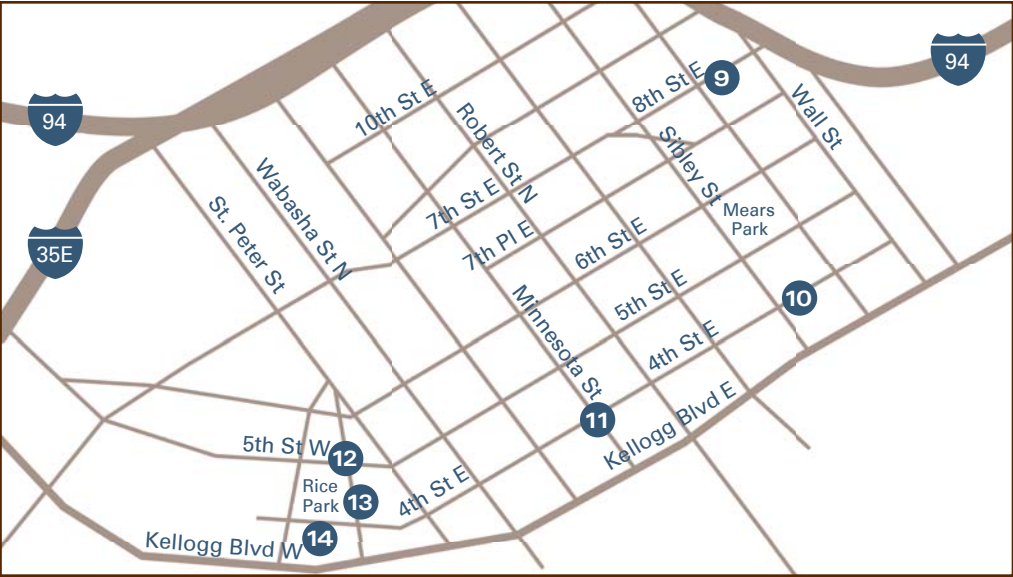 94
94
35E
9
10th St E
8th St E
Robert St N
Wall St
Sibley St
Wabasha St N
St. Peter St
7th St E
7th Pl E
6th St E
Mears
Park
5th St E
10
Minnesota St
4th St E
11
Kellogg Blvd E
5th St W
12
Rice
Park
13
4th St E
14
Kellogg Blvd W